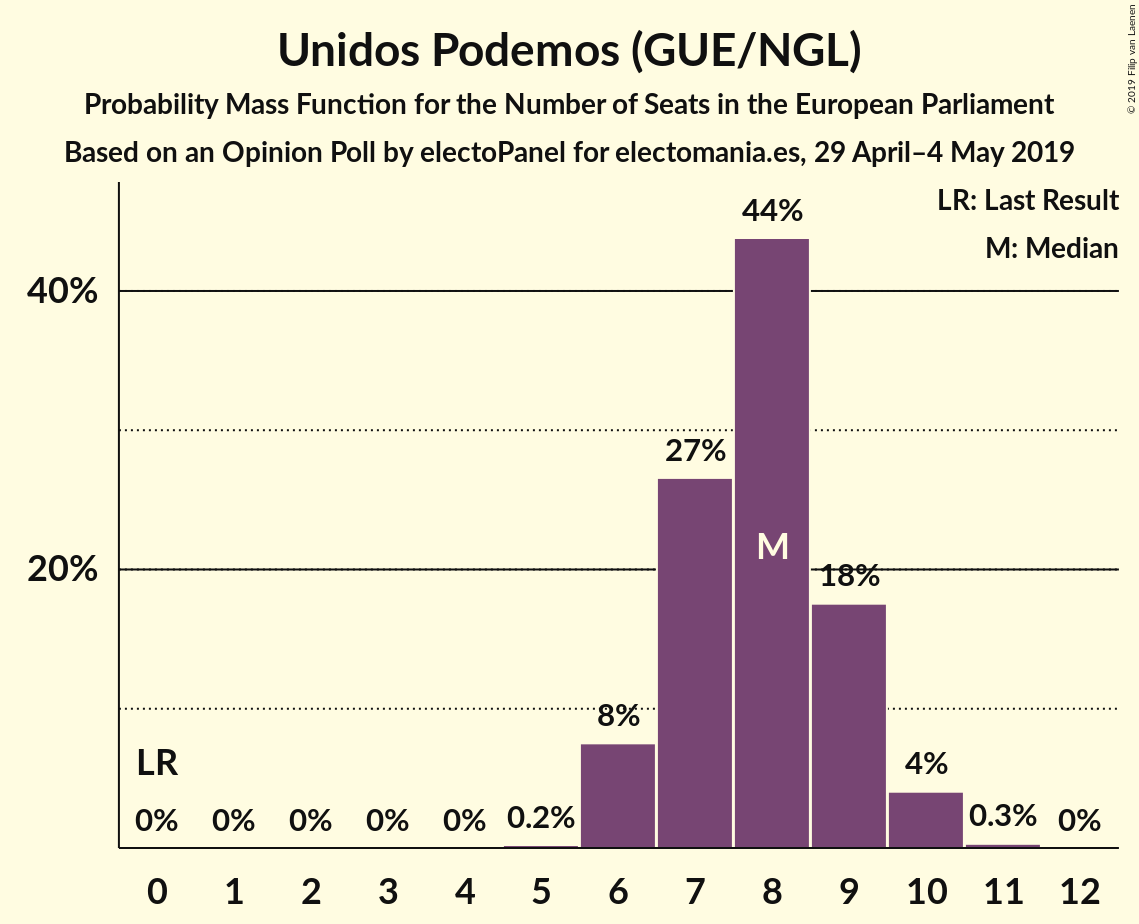 Unidos Podemos (GUE/NGL)
Probability Mass Function for the Number of Seats in the European Parliament
Based on an Opinion Poll by electoPanel for electomania.es, 29 April–4 May 2019
© 2019 Filip van Laenen
LR: Last Result
M: Median
44%
40%
27%
M
20%
18%
8%
LR
4%
0% 0% 0% 0% 0% 0.2% 0.3% 0%
0 1 2 3 4 5 6 7 8 9 10 11 12